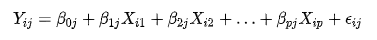 Y_{ij} = β_{0j} + β_{1j}X_{i1} + β_{2j}X_{i2} + … + β_{pj}X_{ip} + ϵ_{ij}